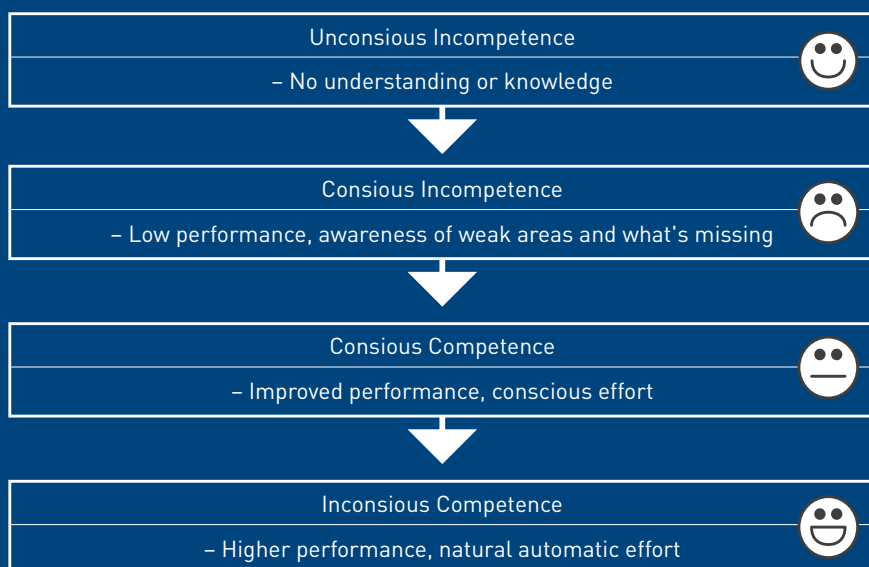 Unconsious Incompetence
– No understanding or knowledge
Consious Incompetence
– Low performance, awareness of weak areas and what's missing
Consious Competence
– Improved performance, conscious effort
Inconsious Competence
– Higher performance, natural automatic effort